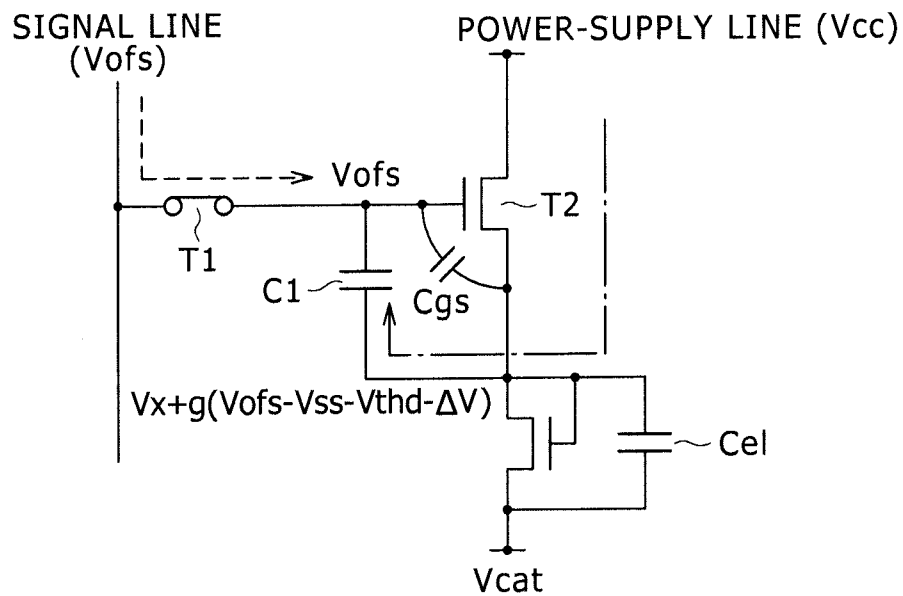 SIGNAL LINE
(Vofs)
POWER-SUPPLY LINE (Vcc)
Vofs
T2
T1
C1
Cgs
Vx+g(Vofs-Vss-Vthd-ΔV)
Cel
Vcat